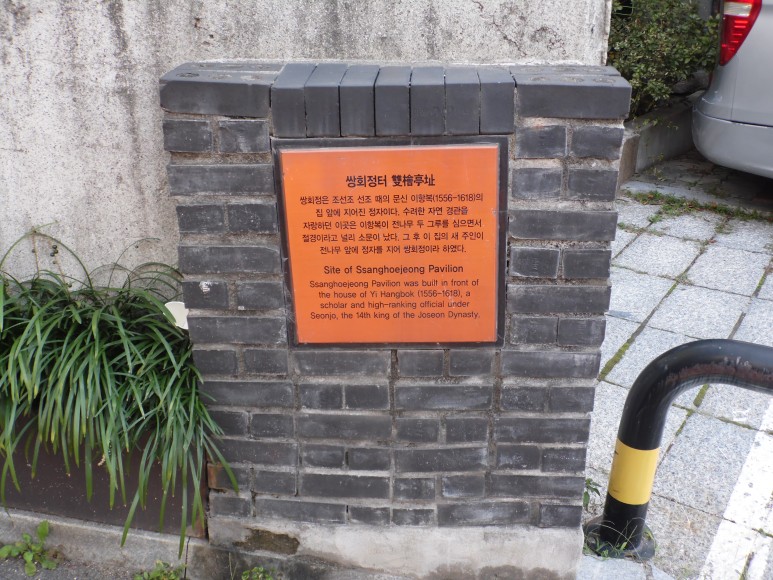 쌍회정터 雙檜亭址
쌍회정은 조선조 선조 때의 문신 이항복(1556-1618)의
집 앞에 지어진 정자이다. 수려한 자연 경관을
자랑하던 이곳은 이항복이 전나무 두 그루를 심으면서
절경이라고 널리 소문이 났다. 그 후 이 집의 새 주인이
전나무 앞에 정자를 지어 쌍회정이라 하였다.
Site of Ssanghoejeong Pavilion
Ssanghoejeong Pavilion was built in front of
the house of Yi Hangbok (1556-1618), a
scholar and high-ranking official under
Seonjo, the 14th king of the Joseon Dynasty.